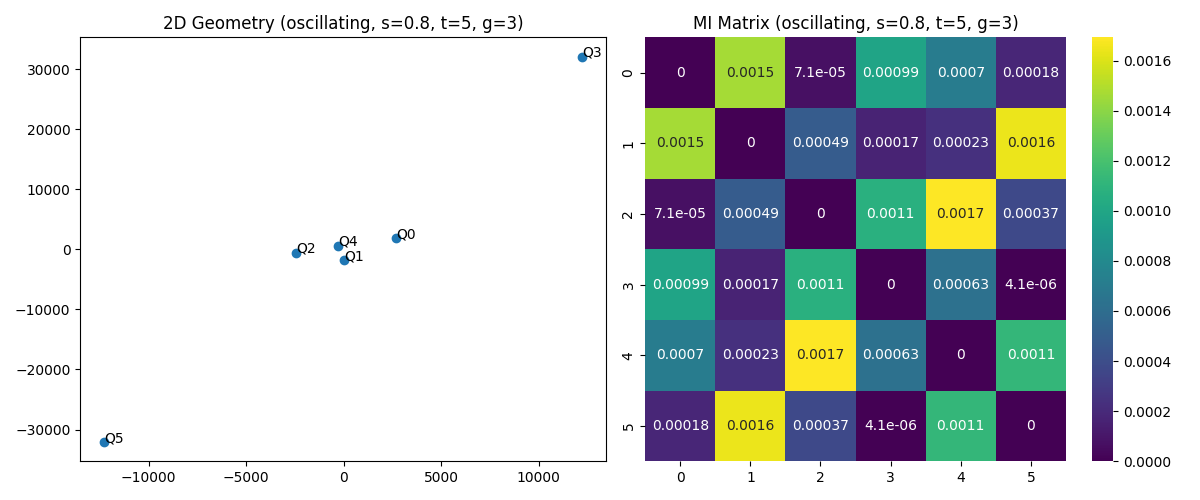 2D Geometry (oscillating, s=0.8, t=5, g=3)
30000
20000
10000
0
−10000
−20000
−30000
−10000 −5000 0 5000 10000
Q3
Q0
Q4
Q2
Q1
Q5
MI Matrix (oscillating, s=0.8, t=5, g=3)
0 0 0.0015 7.1e-05 0.00099 0.0007 0.00018
1 0.0015 0 0.00049 0.00017 0.00023 0.0016
2 7.1e-05 0.00049 0 0.0011 0.0017 0.00037
3 0.00099 0.00017 0.0011 0 0.00063 4.1e-06
4 0.0007 0.00023 0.0017 0.00063 0 0.0011
5 0.00018 0.0016 0.00037 4.1e-06 0.0011 0
0 1 2 3 4 5
0.0016
0.0014
0.0012
0.0010
0.0008
0.0006
0.0004
0.0002
0.0000